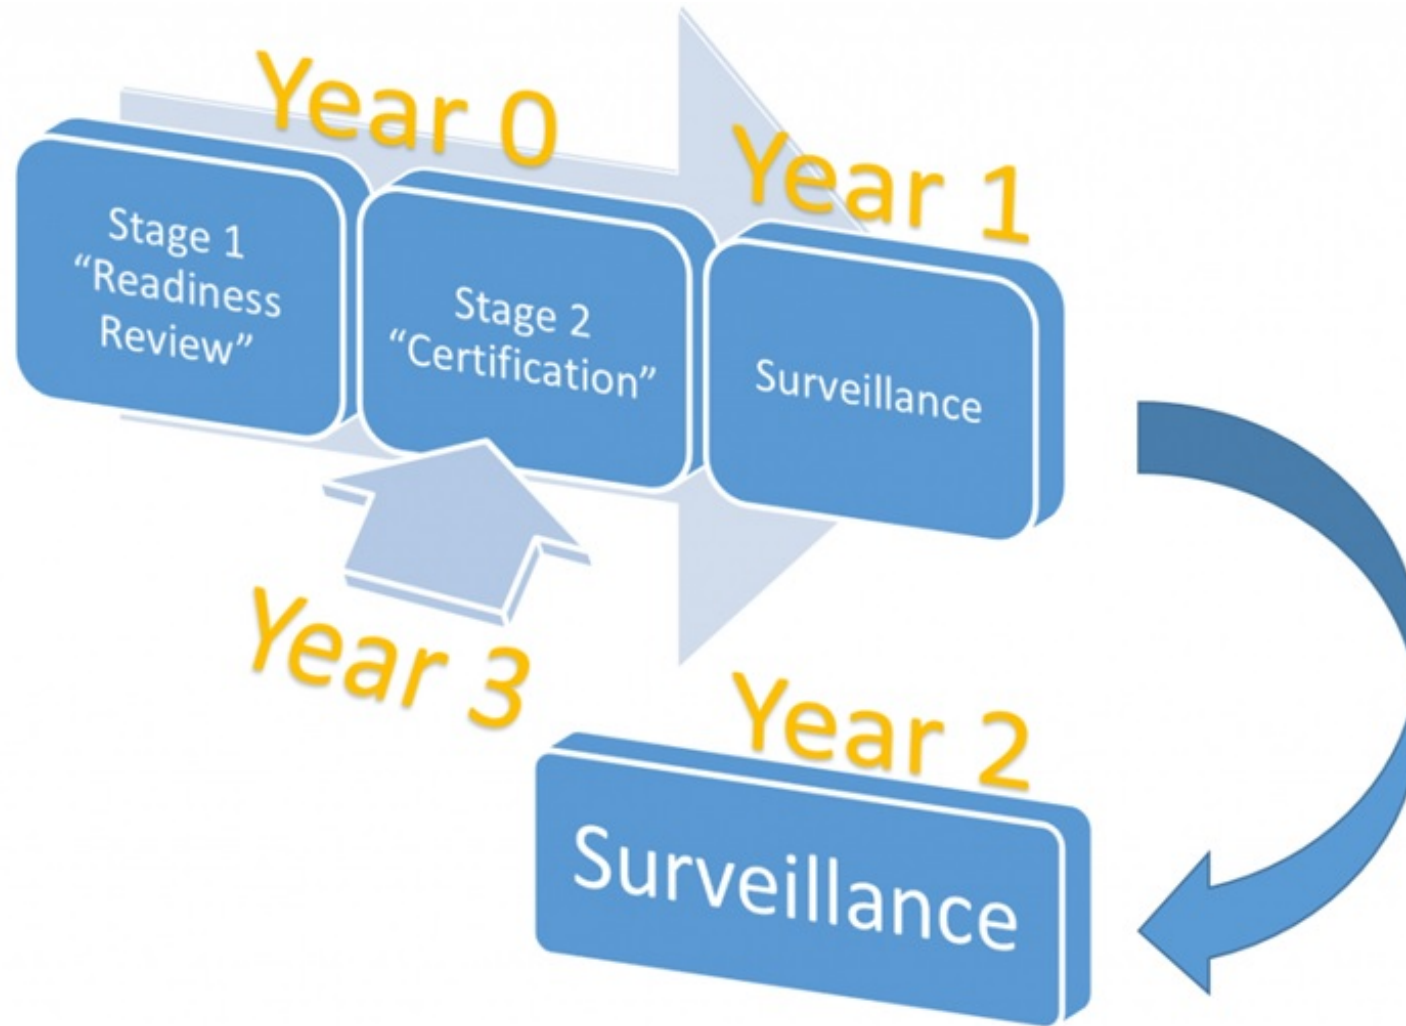 Year 0
Stage 1
“Readiness
Review”
Stage 2
“Certification”
Year 1
Surveillance
Year 2
Surveillance
Year 3